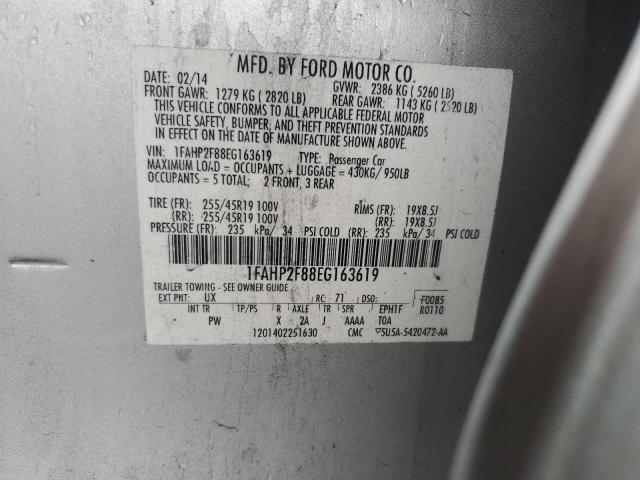 MFD. BY FORD MOTOR CO.
DATE: 02/14 GVWR: 2386 KG ( 5260 LB)
FRONT GAWR: 1279 KG ( 2820 LB) REAR GAWR: 1143 KG ( 2520 LB)
THIS VEHICLE CONFORMS TO ALL APPLICABLE FEDERAL MOTOR
VEHICLE SAFETY, BUMPER, AND THEFT PREVENTION STANDARDS
IN EFFECT ON THE DATE OF MANUFACTURE SHOWN ABOVE.
VIN: 1FAHP2F88EG163619 TYPE: Passenger Car
MAXIMUM LOAD = OCCUPANTS + LUGGAGE = 430KG/ 950LB
OCCUPANTS = 5 TOTAL; 2 FRONT, 3 REAR
TIRE (FR): 255/45R19 100V RIMS (FR): 19X8.5J
(RR): 255/45R19 100V (RR): 19X8.5J
PRESSURE (FR): 235 kPa/ 34 PSI COLD (RR): 235 kPa/ 34 PSI COLD
1FAHP2F88EG163619
TRAILER TOWING - SEE OWNER GUIDE
EXT PNT: UX RC: 71 DSO: F0085
INT TR TP/PS R AXLE TR SPR EPH1F R0110
PW X 2A J AAAA TOA
1201402251630 CMC 5U5A-5420472-AA